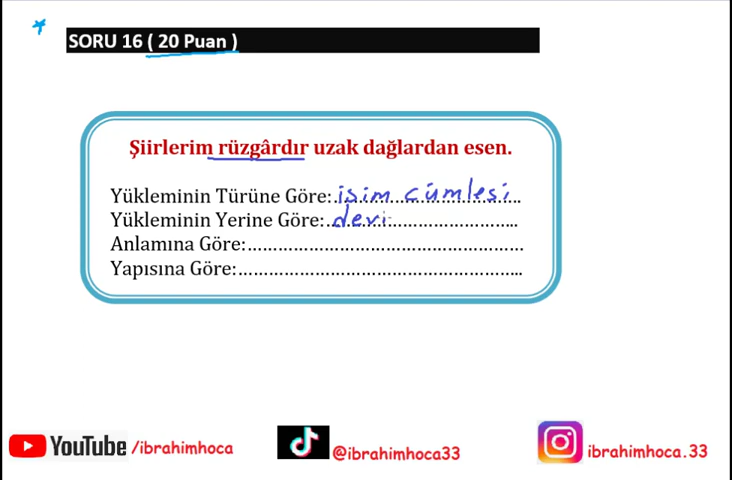 SORU 16 ( 20 Puan )
Şiirlerim rüzgârdır uzak dağlardan esen.
Yükleminin Türüne Göre: isim cümlesi
Yükleminin Yerine Göre: devi
Anlamına Göre:......................................................
Yapısına Göre:.......................................................
YouTube /ibrahimhoca
@ibrahimhoca33
ibrahimhoca.33